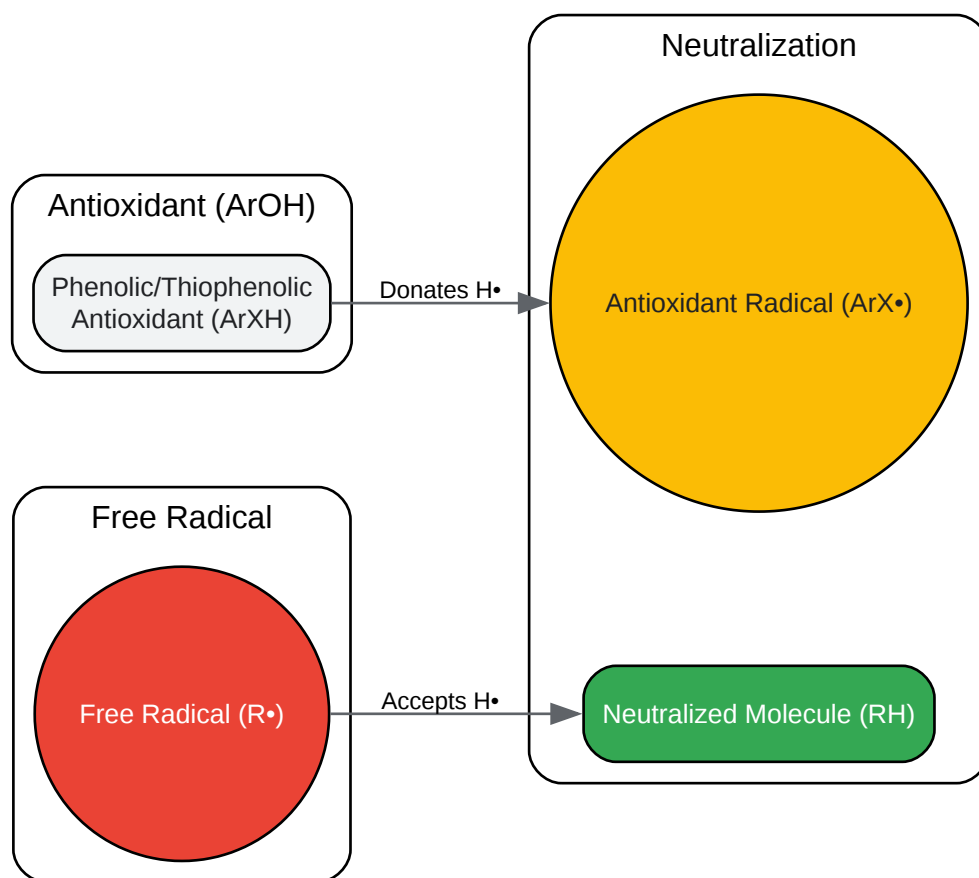 Neutralization
Antioxidant (ArOH)
Phenolic/Thiophenolic
Antioxidant (ArXH)
Donates H•
Antioxidant Radical (ArX•)
Free Radical
Free Radical (R•)
Accepts H•
Neutralized Molecule (RH)